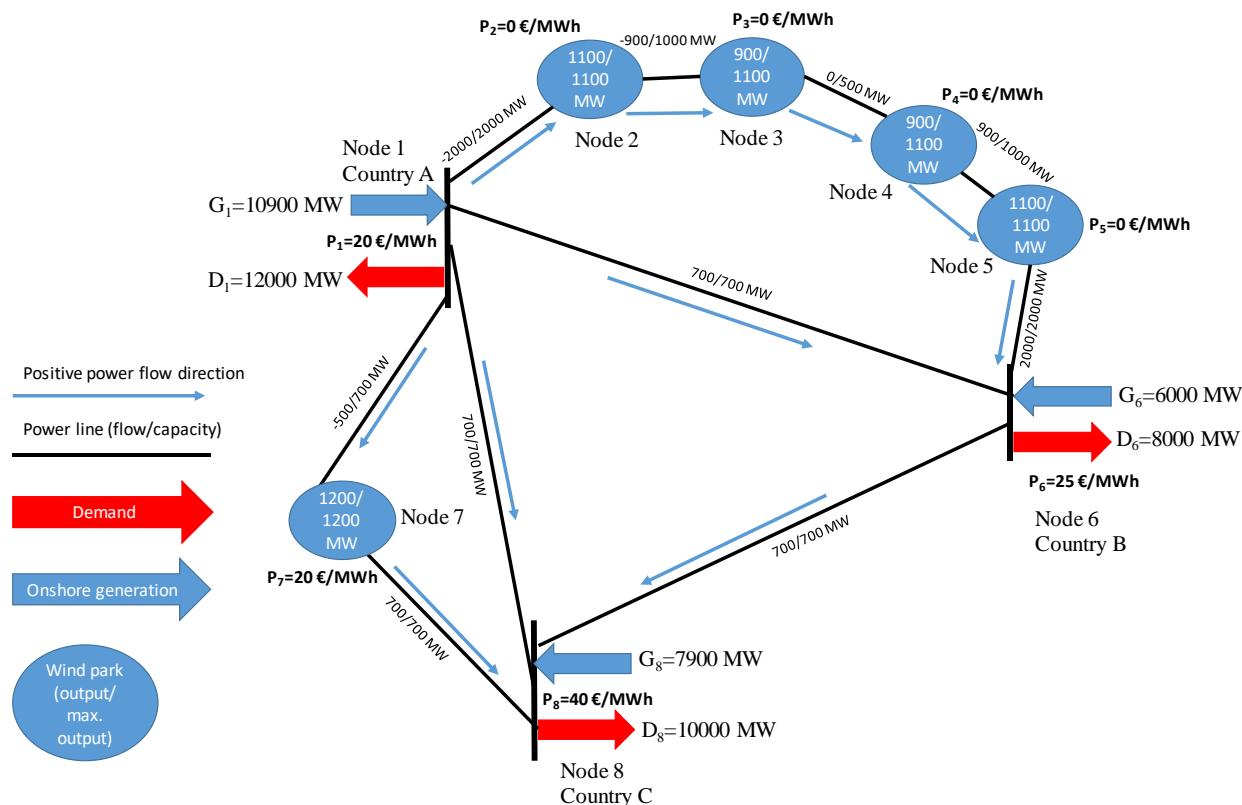 P₂=0 €/MWh
-900/1000 MW
P₃=0 €/MWh
1100/
1100
MW
900/
1100
MW
0/500 MW
P₄=0 €/MWh
-2000/2000 MW
Node 2
Node 3
900/
1100
MW
900/1000 MW
Node 1
Country A
Node 4
G₁=10900 MW
1100/
1100
MW
P₅=0 €/MWh
P₁=20 €/MWh
Node 5
D₁=12000 MW
700/700 MW
2000/2000 MW
Positive power flow direction
-500/700 MW
700/700 MW
G₆=6000 MW
Power line (flow/capacity)
D₆=8000 MW
P₆=25 €/MWh
Demand
1200/
1200
MW
Node 7
Node 6
Country B
700/700 MW
P₇=20 €/MWh
Onshore generation
700/700 MW
G₈=7900 MW
Wind park
(output/
max.
output)
P₈=40 €/MWh
D₈=10000 MW
Node 8
Country C